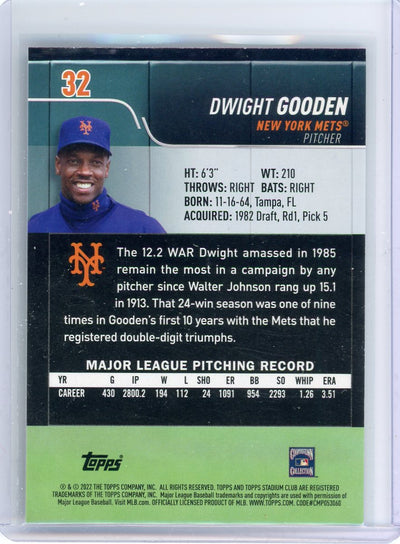 32
DWIGHT GOODEN
NEW YORK METS®
PITCHER
HT: 6'3" WT: 210
THROWS: RIGHT BATS: RIGHT
BORN: 11-16-64, Tampa, FL
ACQUIRED: 1982 Draft, Rd1, Pick 5
The 12.2 WAR Dwight amassed in 1985
remain the most in a campaign by any
pitcher since Walter Johnson rang up 15.1
in 1913. That 24-win season was one of nine
times in Gooden's first 10 years with the Mets that he
registered double-digit triumphs.
MAJOR LEAGUE PITCHING RECORD
YR G IP W L SHO ER BB SO WHIP ERA
CAREER 430 2800.2 194 112 24 1091 954 2293 1.26 3.51
topps
COOPERSTOWN
COLLECTION
® & © 2022 THE TOPPS COMPANY, INC. ALL RIGHTS RESERVED. TOPPS AND STADIUM CLUB ARE REGISTERED
TRADEMARKS OF THE TOPPS COMPANY, INC. Major League Baseball trademarks and copyrights are used with permission of
Major League Baseball. Visit MLB.com. OFFICIALLY LICENSED PRODUCT OF MLB. WWW.TOPPS.COM. CODE#CMP053060